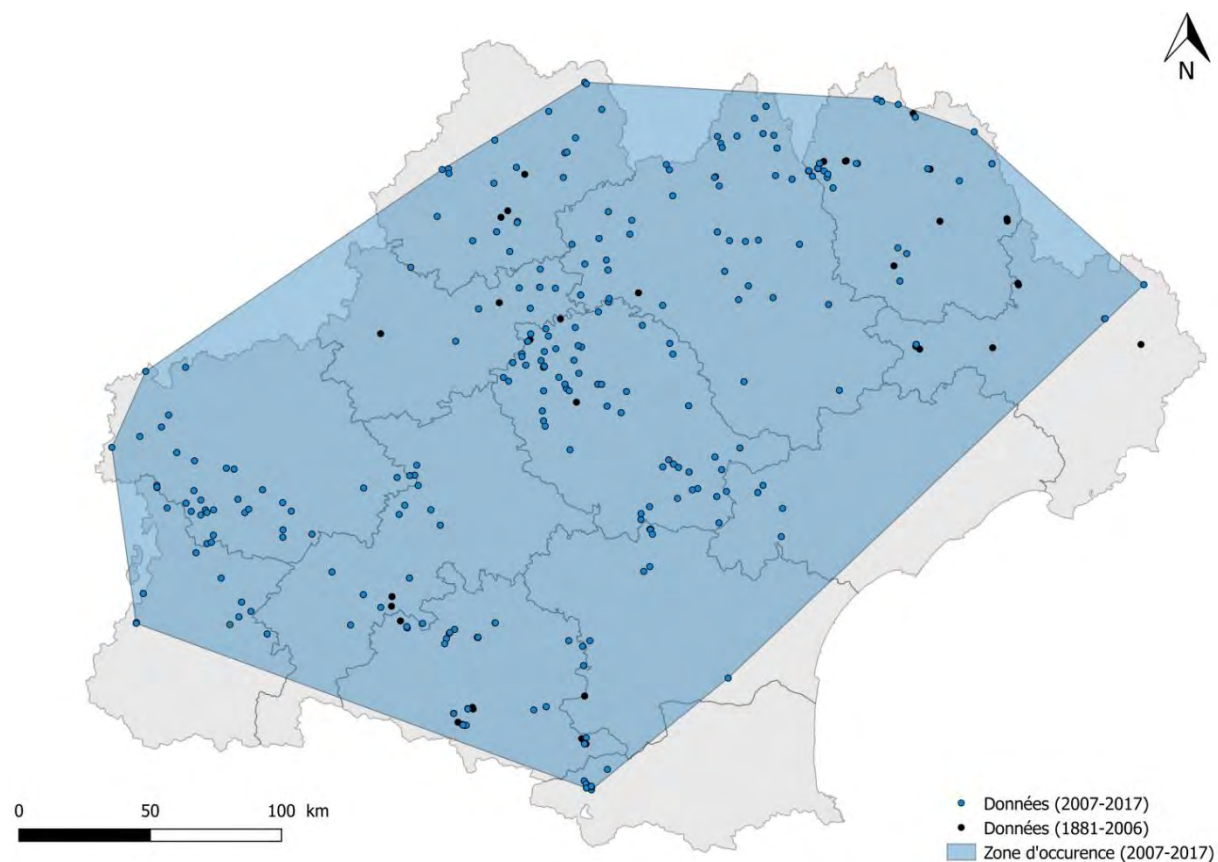 N
0 50 100 km
Données (2007-2017)
Données (1881-2006)
Zone d'occurence (2007-2017)